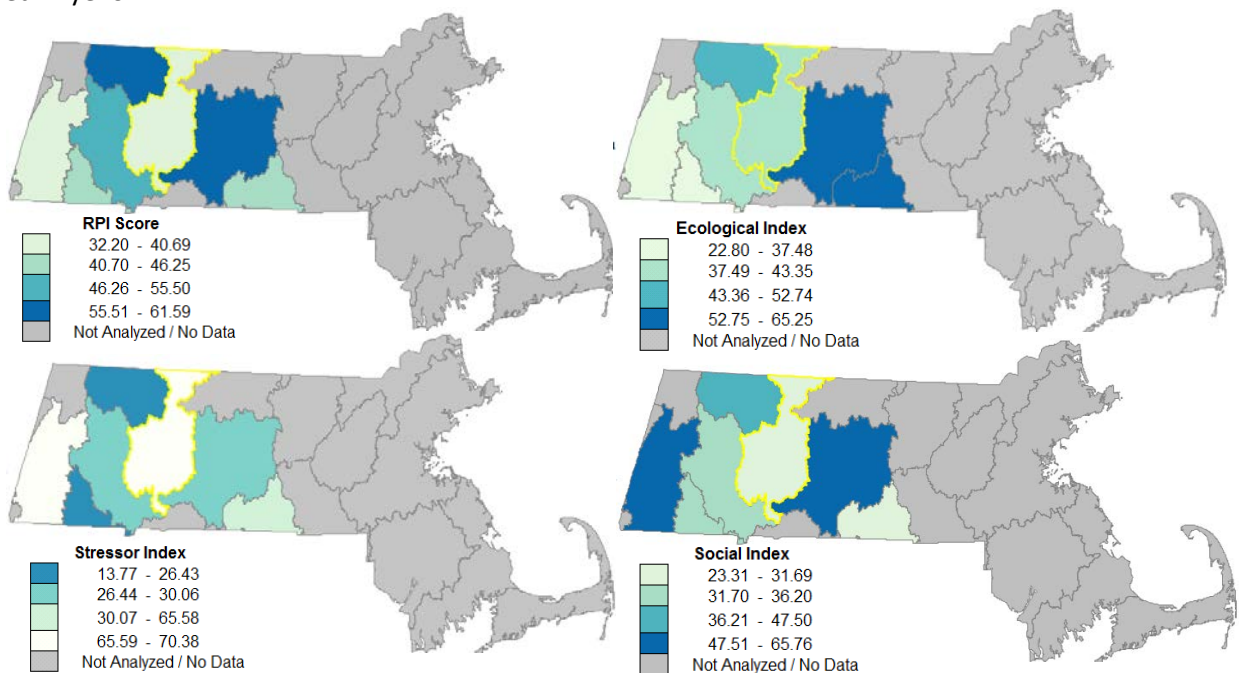 RPI Score
32.20 - 40.69
40.70 - 46.25
46.26 - 55.50
55.51 - 61.59
Not Analyzed / No Data
Ecological Index
22.80 - 37.48
37.49 - 43.35
43.36 - 52.74
52.75 - 65.25
Not Analyzed / No Data
Stressor Index
13.77 - 26.43
26.44 - 30.06
30.07 - 65.58
65.59 - 70.38
Not Analyzed / No Data
Social Index
23.31 - 31.69
31.70 - 36.20
36.21 - 47.50
47.51 - 65.76
Not Analyzed / No Data